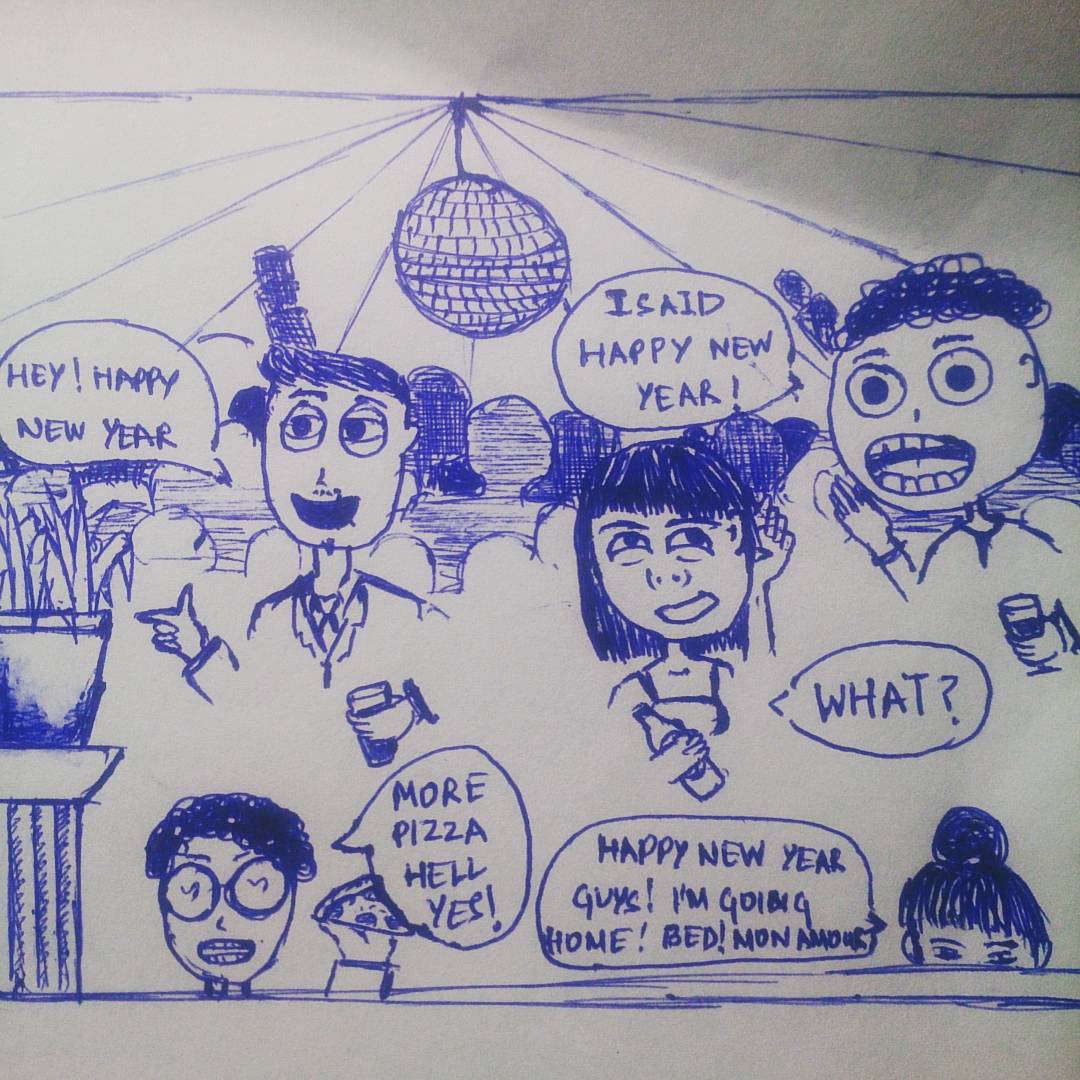 HEY! HAPPY
NEW YEAR
I SAID
HAPPY NEW
YEAR!
WHAT?
MORE
PIZZA
HELL
YES!
HAPPY NEW YEAR
GUYS! I'M GOING
HOME! BED! MON AMOUR